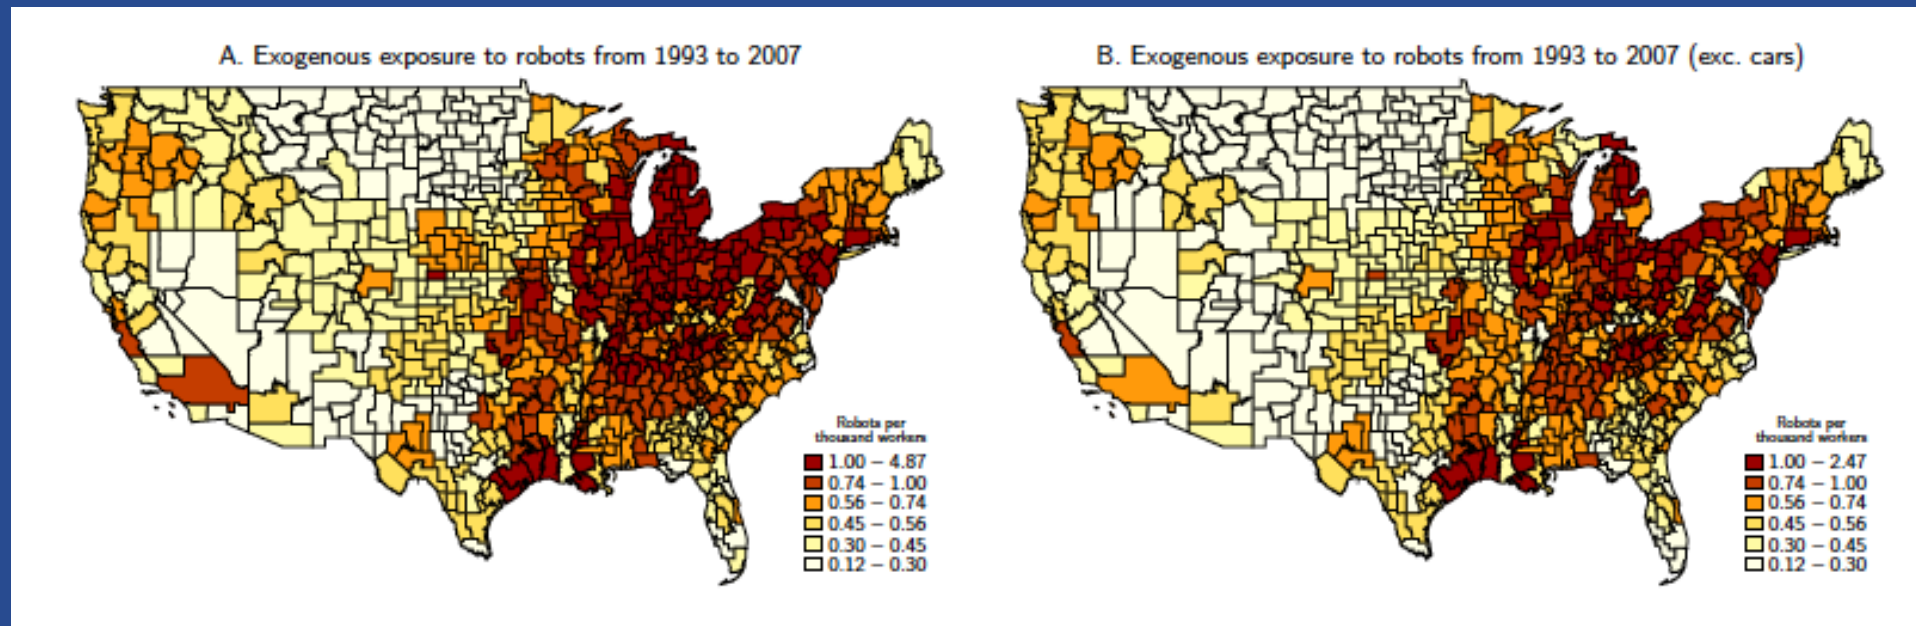 A. Exogenous exposure to robots from 1993 to 2007
Robots per
thousand workers
1.00 – 4.87
0.74 – 1.00
0.56 – 0.74
0.45 – 0.56
0.30 – 0.45
0.12 – 0.30
B. Exogenous exposure to robots from 1993 to 2007 (exc. cars)
Robots per
thousand workers
1.00 – 2.47
0.74 – 1.00
0.56 – 0.74
0.45 – 0.56
0.30 – 0.45
0.12 – 0.30